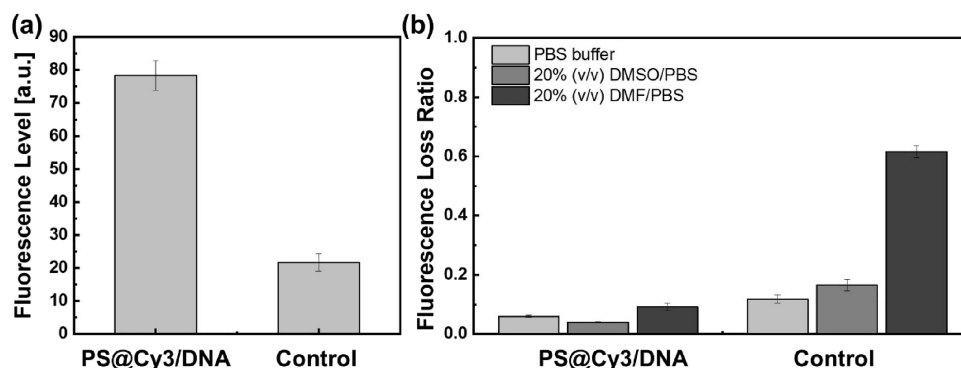 (a)
Fluorescence Level [a.u.]
90
80
70
60
50
40
30
20
10
0
PS@Cy3/DNA
Control
(b)
Fluorescence Loss Ratio
1.0
0.8
0.6
0.4
0.2
0.0
PBS buffer
20% (v/v) DMSO/PBS
20% (v/v) DMF/PBS
PS@Cy3/DNA
Control